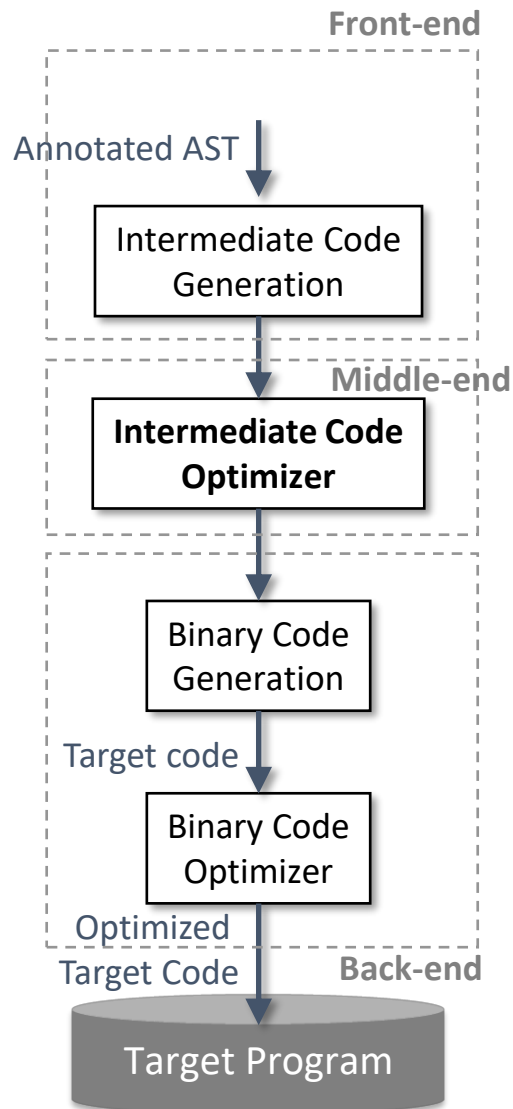 Front-end
Annotated AST
Intermediate Code
Generation
Middle-end
Intermediate Code
Optimizer
Binary Code
Generation
Target code
Binary Code
Optimizer
Optimized
Target Code
Back-end
Target Program